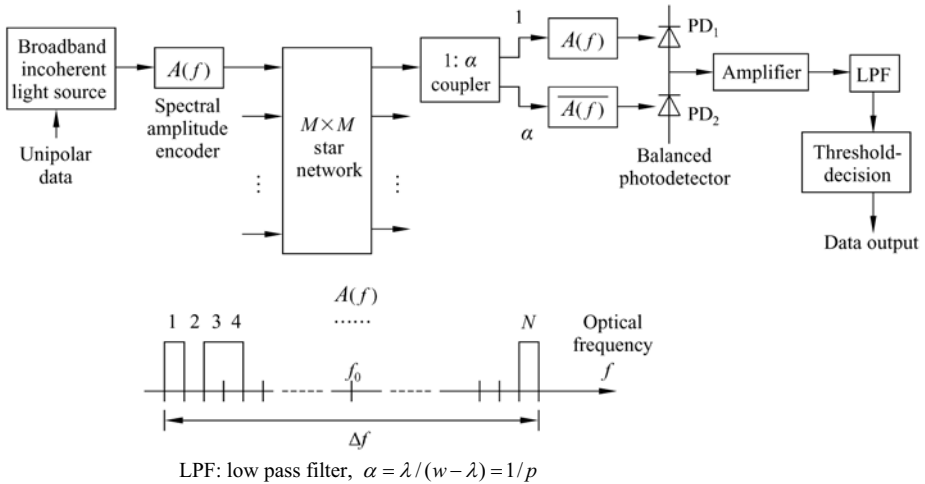 Broadband
incoherent
light source
Unipolar
data
A(f)
Spectral
amplitude
encoder
M×M
star
network
1: α
coupler
1
α
A(f)
\overline{A(f)}
PD₁
PD₂
Balanced
photodetector
Amplifier
LPF
Threshold-
decision
Data output
A(f)
1 2 3 4 ...... N
Optical
frequency
f
f₀
Δf
LPF: low pass filter, α = λ/(w−λ) = 1/p